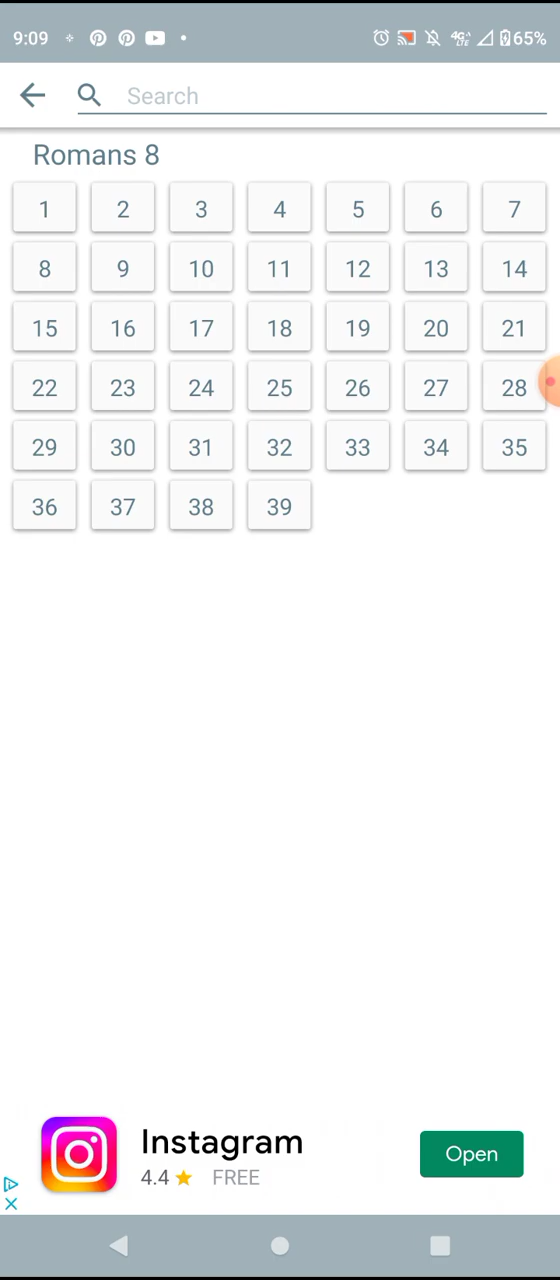 9:09 65%
Search
Romans 8
1 2 3 4 5 6 7
8 9 10 11 12 13 14
15 16 17 18 19 20 21
22 23 24 25 26 27 28
29 30 31 32 33 34 35
36 37 38 39
Instagram
4.4 FREE
Open